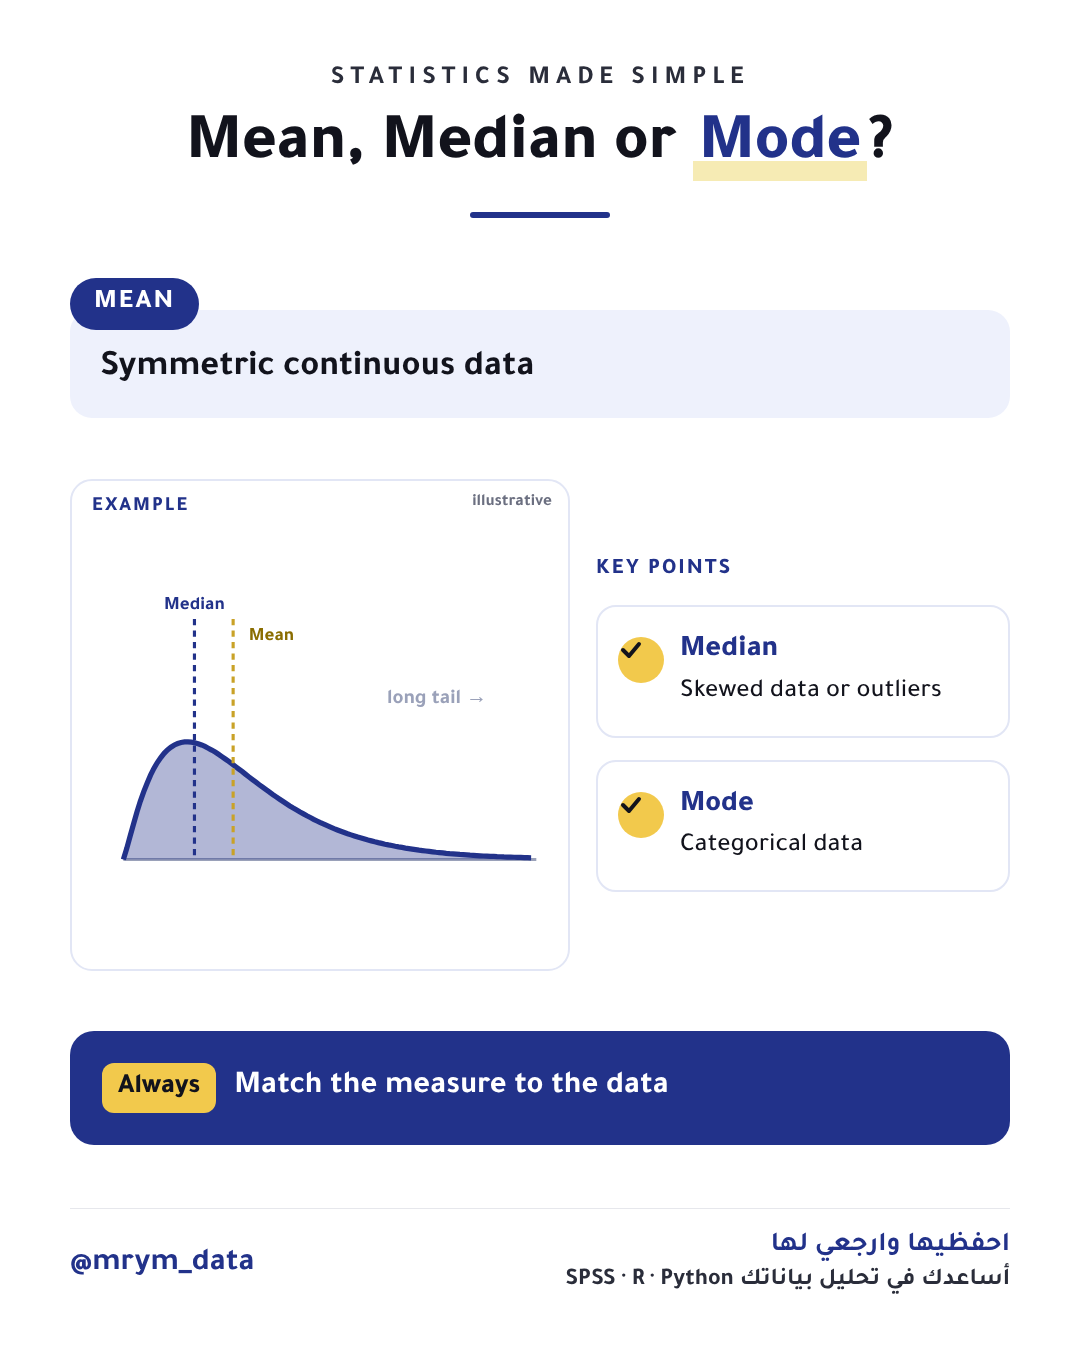 STATISTICS MADE SIMPLE
Mean, Median or Mode?
MEAN
Symmetric continuous data
EXAMPLE
illustrative
Median
Mean
long tail →
KEY POINTS
Median
Skewed data or outliers
Mode
Categorical data
Always Match the measure to the data
@mrym_data
احفظيها وارجعي لها
أساعدك في تحليل بياناتك SPSS · R · Python